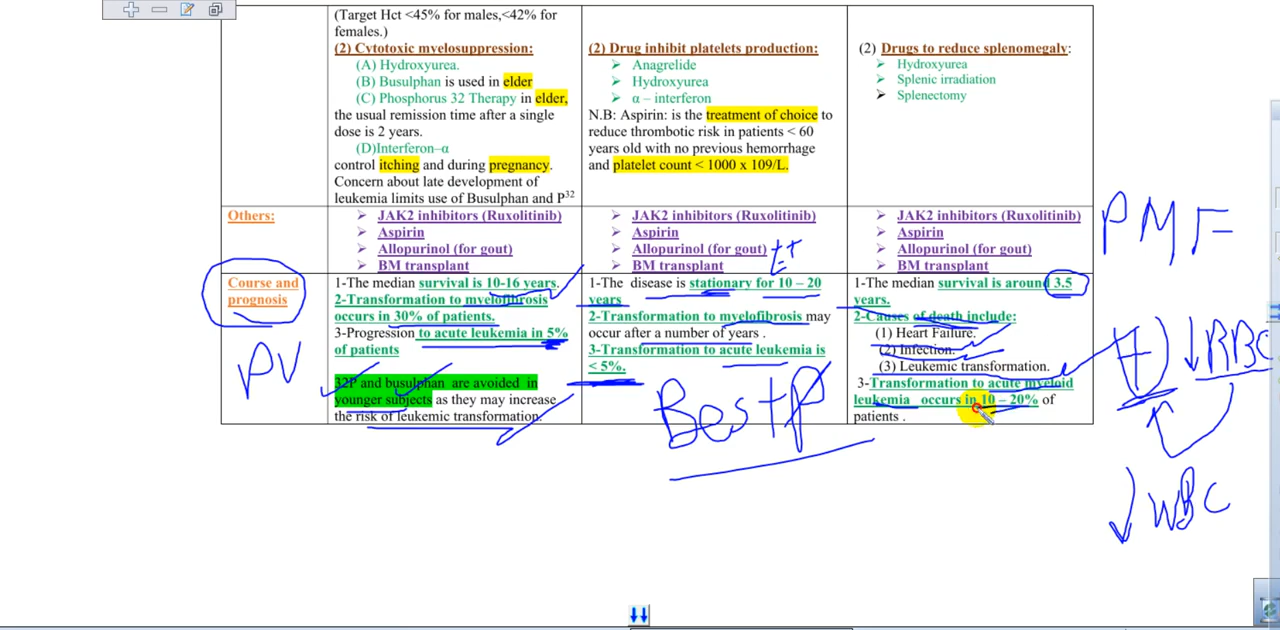 (Target Hct <45% for males,<42% for
females.)
(2) Cytotoxic myelosuppression:
(A) Hydroxyurea.
(B) Busulphan is used in elder
(C) Phosphorus 32 Therapy in elder,
the usual remission time after a single
dose is 2 years.
(D)Interferon–α
control itching and during pregnancy.
Concern about late development of
leukemia limits use of Busulphan and P32
(2) Drug inhibit platelets production:
Anagrelide
Hydroxyurea
α – interferon
N.B: Aspirin: is the treatment of choice to
reduce thrombotic risk in patients < 60
years old with no previous hemorrhage
and platelet count < 1000 x 109/L.
(2) Drugs to reduce splenomegaly:
Hydroxyurea
Splenic irradiation
Splenectomy
Others:
JAK2 inhibitors (Ruxolitinib)
Aspirin
Allopurinol (for gout)
BM transplant
JAK2 inhibitors (Ruxolitinib)
Aspirin
Allopurinol (for gout)
BM transplant
JAK2 inhibitors (Ruxolitinib)
Aspirin
Allopurinol (for gout)
BM transplant
Course and
prognosis
PV
1-The median survival is 10-16 years.
2-Transformation to myelofibrosis
occurs in 30% of patients.
3-Progression to acute leukemia in 5%
of patients
32P and busulphan are avoided in
younger subjects as they may increase
the risk of leukemic transformation.
1-The disease is stationary for 10 – 20
years
2-Transformation to myelofibrosis may
occur after a number of years .
3-Transformation to acute leukemia is
< 5%.
Best P
1-The median survival is around 3.5
years.
2-Causes of death include:
(1) Heart Failure.
(2) Infection.
(3) Leukemic transformation.
3-Transformation to acute myeloid
leukemia occurs in 10 – 20% of
patients .
PMF
↓RBC
↓WBC